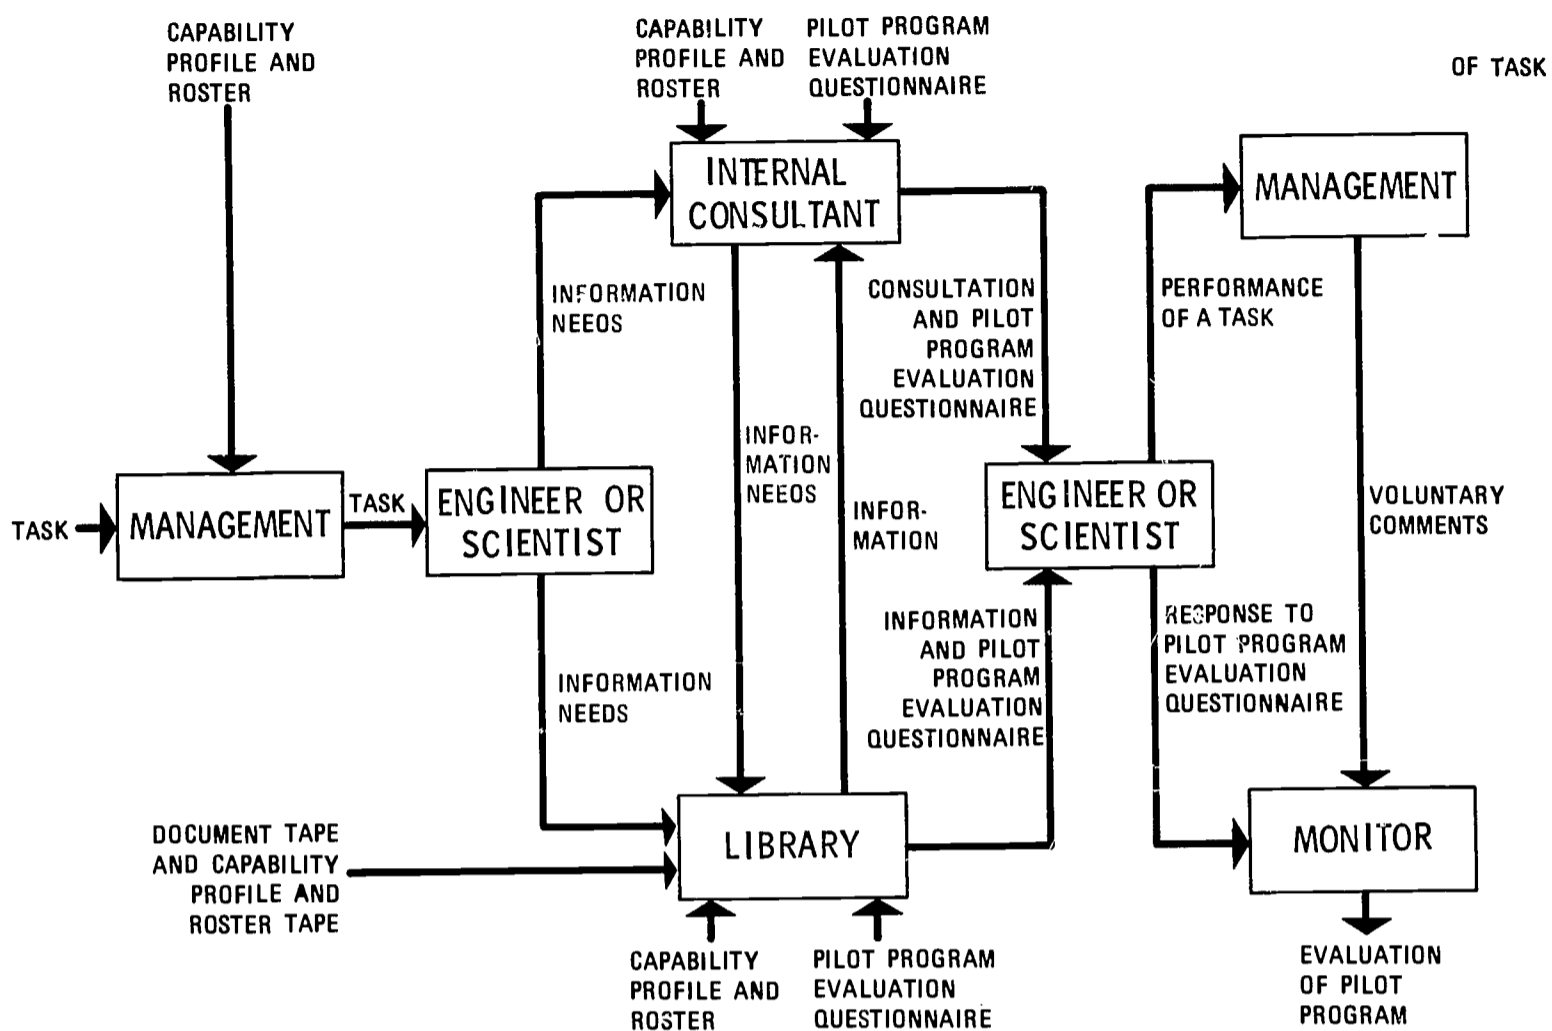 CAPABILITY
PROFILE AND
ROSTER
CAPABILITY
PROFILE AND
ROSTER
PILOT PROGRAM
EVALUATION
QUESTIONNAIRE
OF TASK
INTERNAL
CONSULTANT
MANAGEMENT
INFORMATION
NEEOS
CONSULTATION
AND PILOT
PROGRAM
EVALUATION
QUESTIONNAIRE
PERFORMANCE
OF A TASK
INFOR-
MATION
NEEOS
INFOR-
MATION
TASK
MANAGEMENT
TASK
ENGINEER OR
SCIENTIST
ENGINEER OR
SCIENTIST
VOLUNTARY
COMMENTS
INFORMATION
NEEDS
INFORMATION
AND PILOT
PROGRAM
EVALUATION
QUESTIONNAIRE
RESPONSE TO
PILOT PROGRAM
EVALUATION
QUESTIONNAIRE
DOCUMENT TAPE
AND CAPABILITY
PROFILE AND
ROSTER TAPE
LIBRARY
MONITOR
CAPABILITY
PROFILE AND
ROSTER
PILOT PROGRAM
EVALUATION
QUESTIONNAIRE
EVALUATION
OF PILOT
PROGRAM